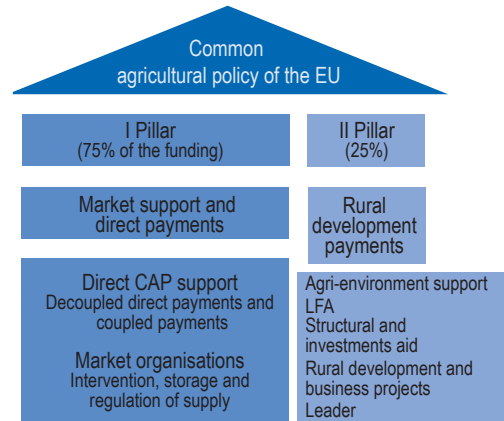 Common
agricultural policy of the EU
I Pillar
(75% of the funding)
II Pillar
(25%)
Market support and
direct payments
Rural
development
payments
Direct CAP support
Decoupled direct payments and
coupled payments
Market organisations
Intervention, storage and
regulation of supply
Agri-environment support
LFA
Structural and
investments aid
Rural development and
business projects
Leader